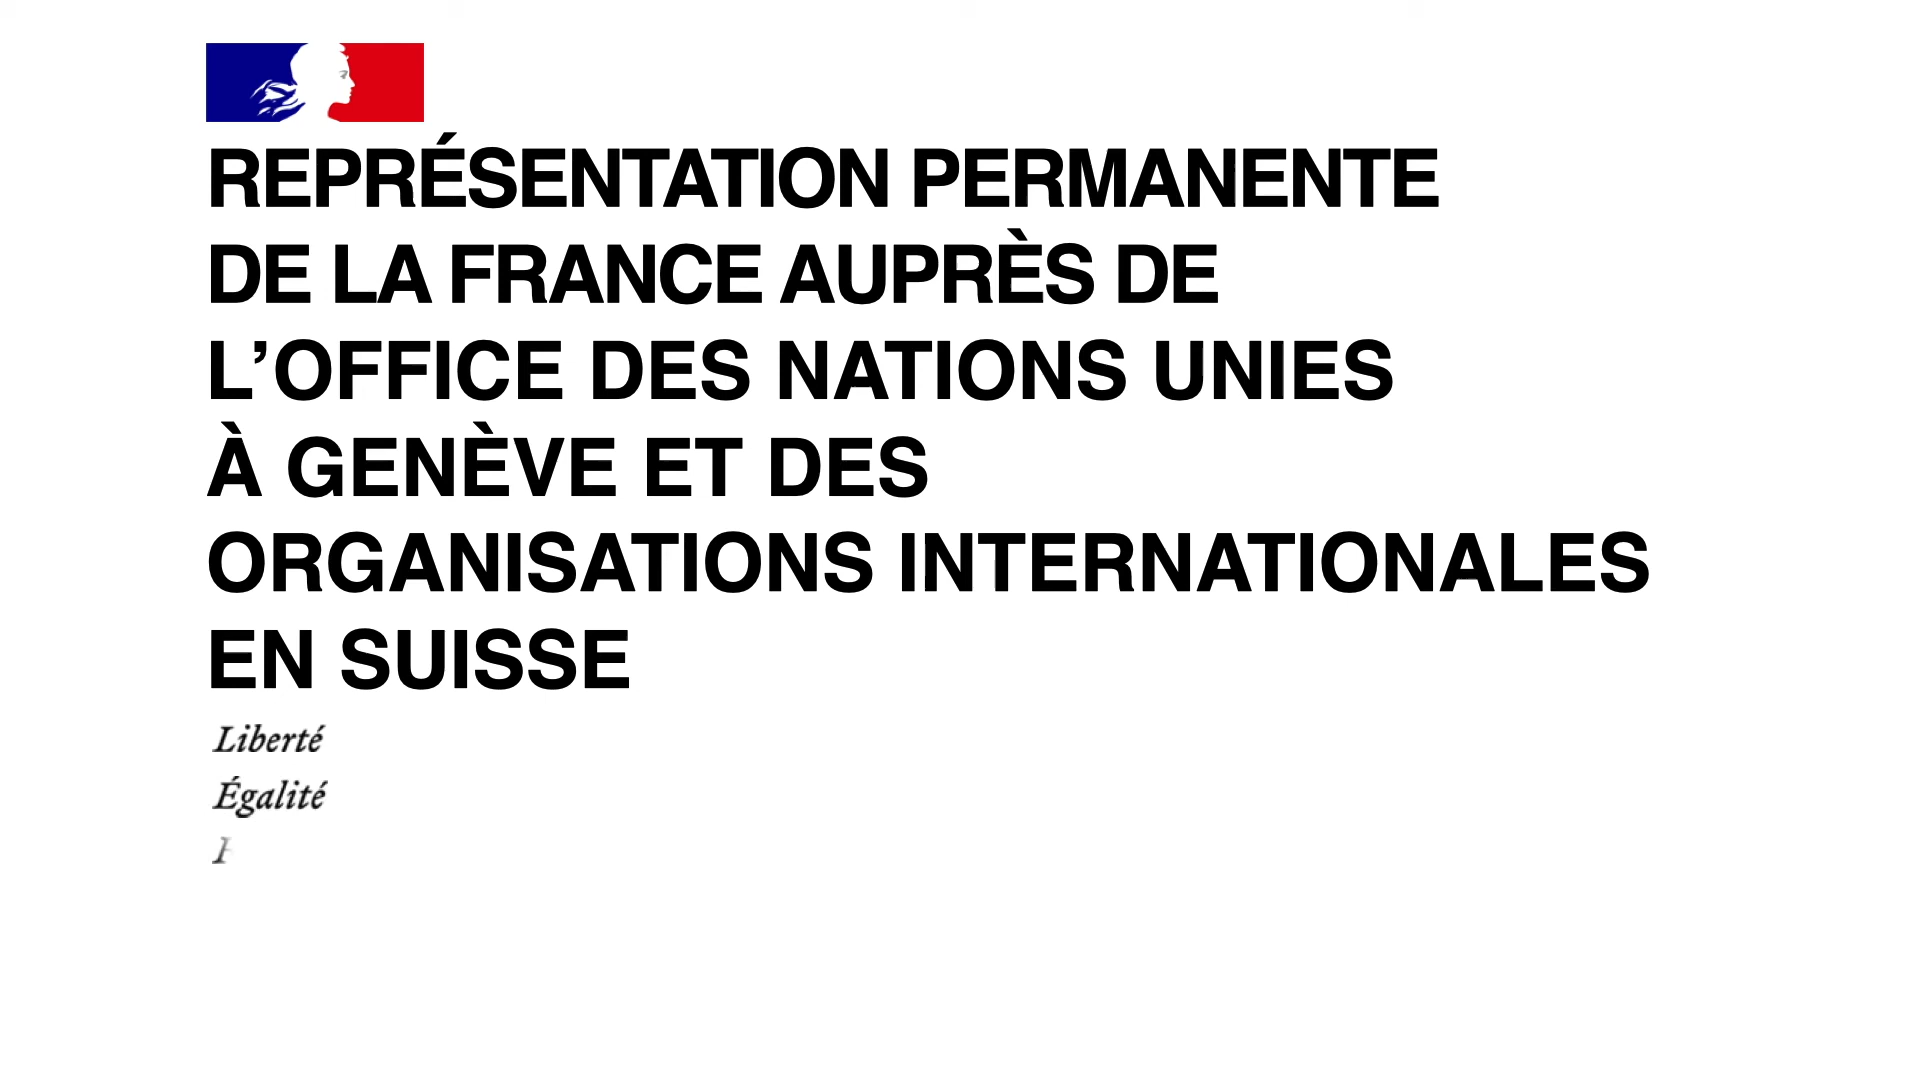 REPRÉSENTATION PERMANENTE
DE LA FRANCE AUPRÈS DE
L’OFFICE DES NATIONS UNIES
À GENÈVE ET DES
ORGANISATIONS INTERNATIONALES
EN SUISSE
Liberté
Égalité